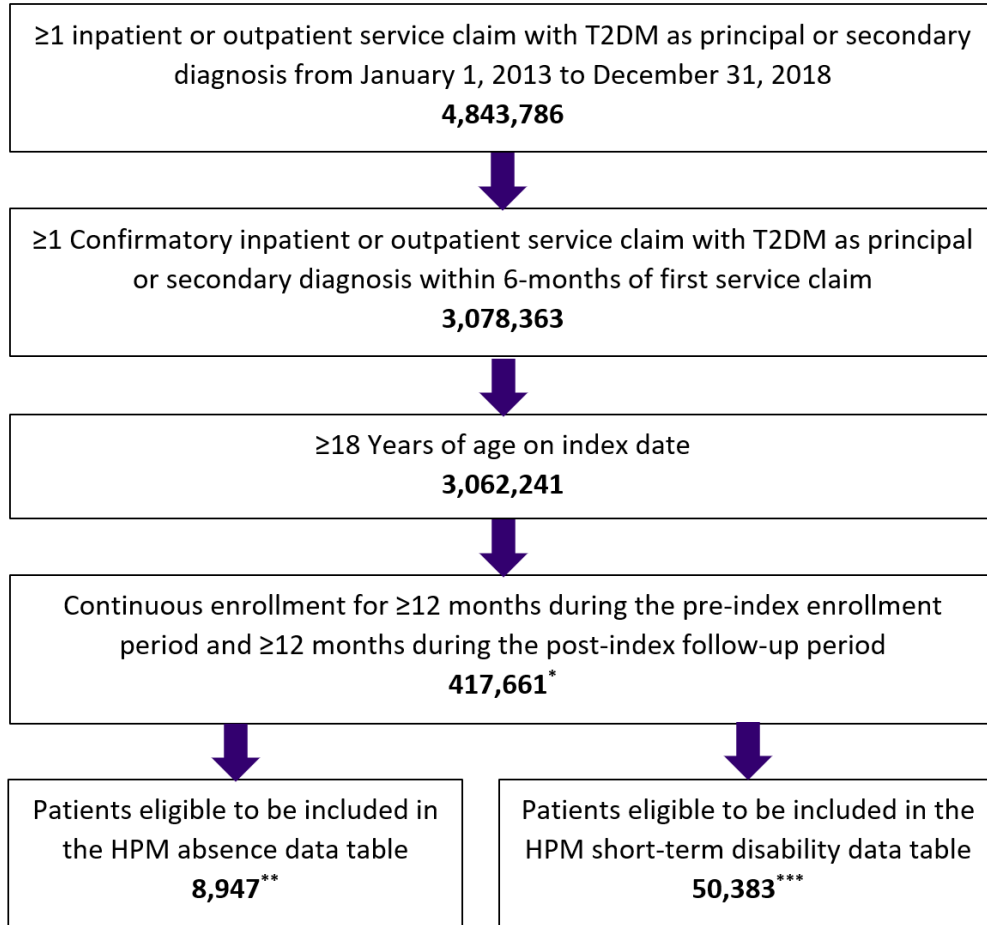 ≥1 inpatient or outpatient service claim with T2DM as principal or secondary
diagnosis from January 1, 2013 to December 31, 2018
4,843,786
≥1 Confirmatory inpatient or outpatient service claim with T2DM as principal
or secondary diagnosis within 6-months of first service claim
3,078,363
≥18 Years of age on index date
3,062,241
Continuous enrollment for ≥12 months during the pre-index enrollment
period and ≥12 months during the post-index follow-up period
417,661*
Patients eligible to be included in
the HPM absence data table
8,947**
Patients eligible to be included in the
HPM short-term disability data table
50,383***